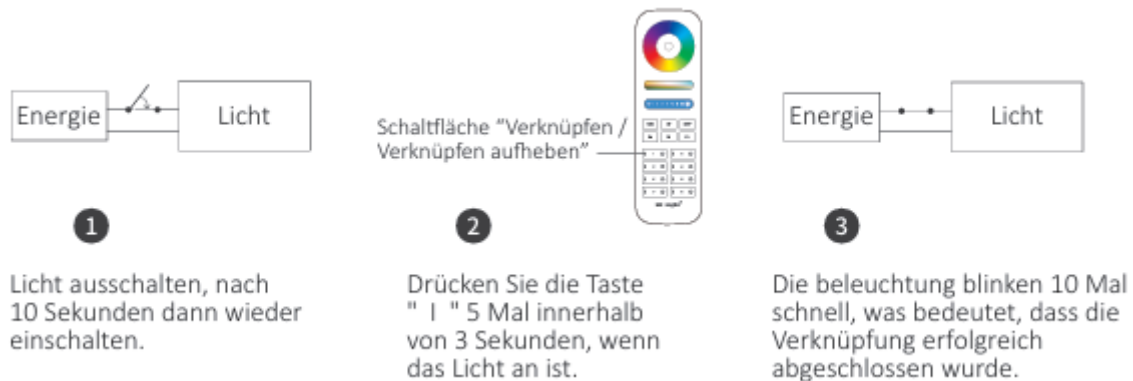 Energie
Licht
1
Licht ausschalten, nach
10 Sekunden dann wieder
einschalten.
Schaltfläche "Verknüpfen /
Verknüpfen aufheben"
2
Drücken Sie die Taste
" I " 5 Mal innerhalb
von 3 Sekunden, wenn
das Licht an ist.
Energie
Licht
3
Die beleuchtung blinken 10 Mal
schnell, was bedeutet, dass die
Verknüpfung erfolgreich
abgeschlossen wurde.